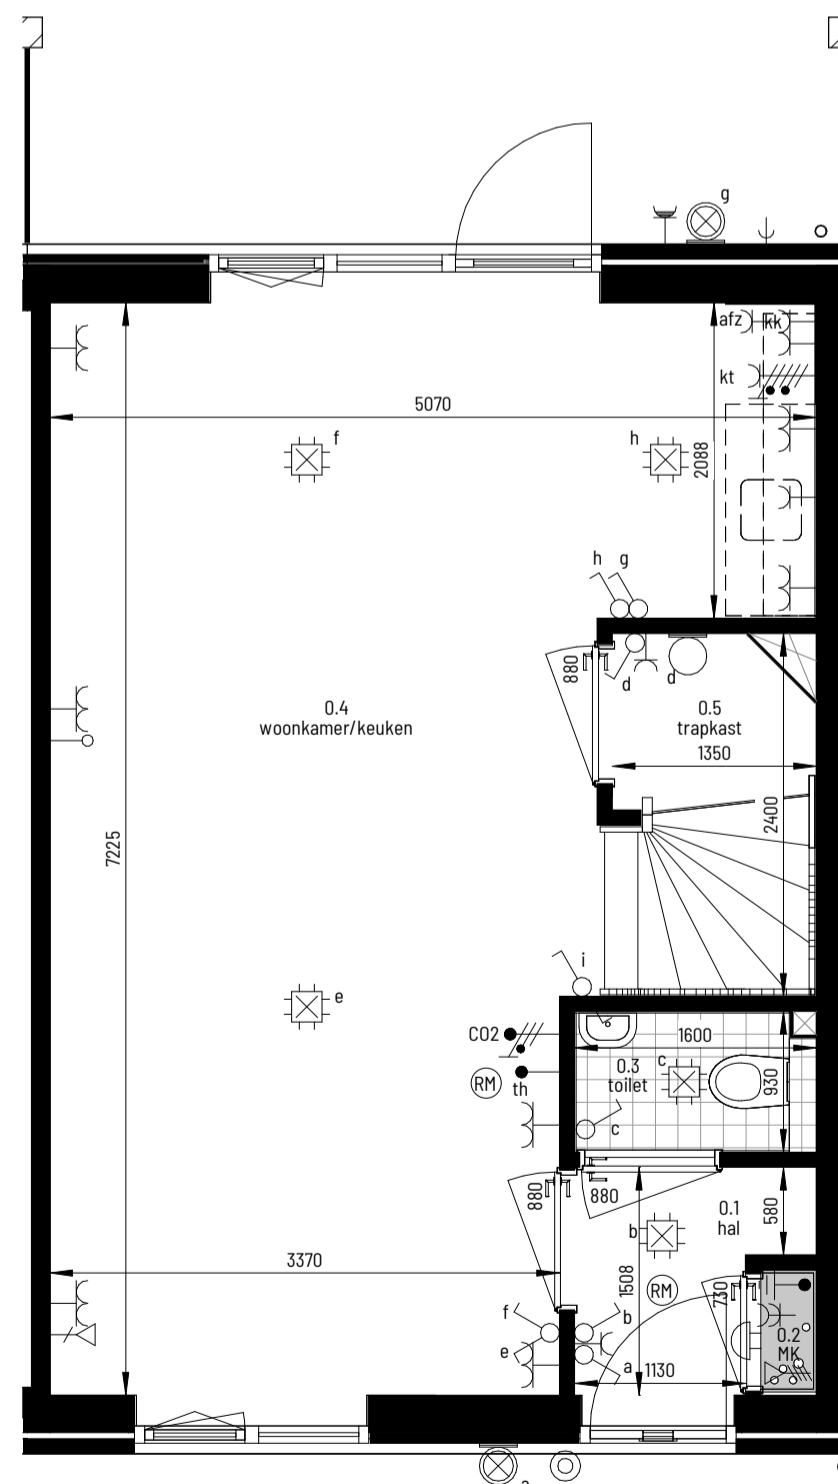 g
afz
kk
kt
5070
f
h
2088
h
g
880
d
d
0.4
woonkamer/keuken
0.5
trapkast
1350
2400
7225
i
e
CO2
1600
RM
th
0.3
toilet
c
930
c
880
880
0.1
hal
580
b
3370
1508
RM
730
f
b
0.2
MK
e
a
1130
a